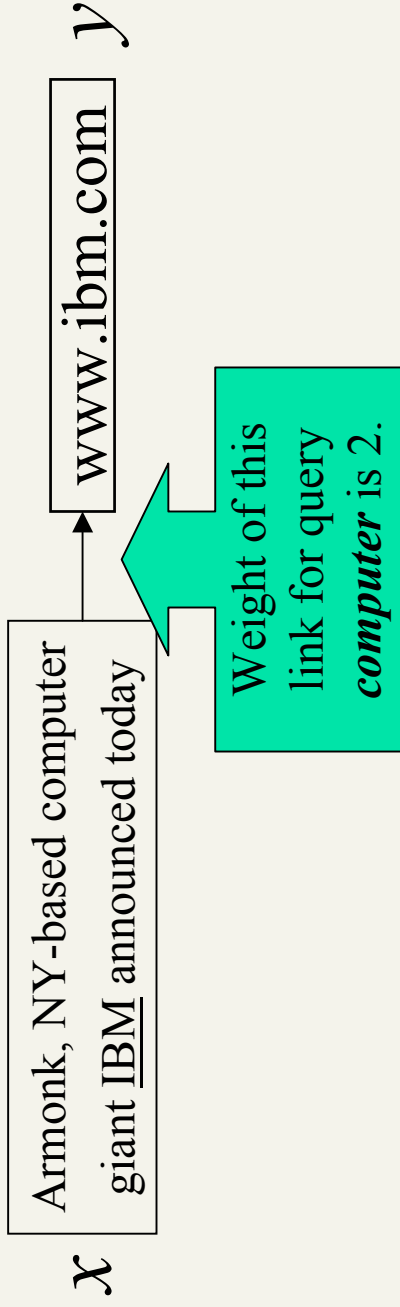 x
Armonk, NY-based computer
giant IBM announced today
www.ibm.com
y
Weight of this
link for query
computer is 2.